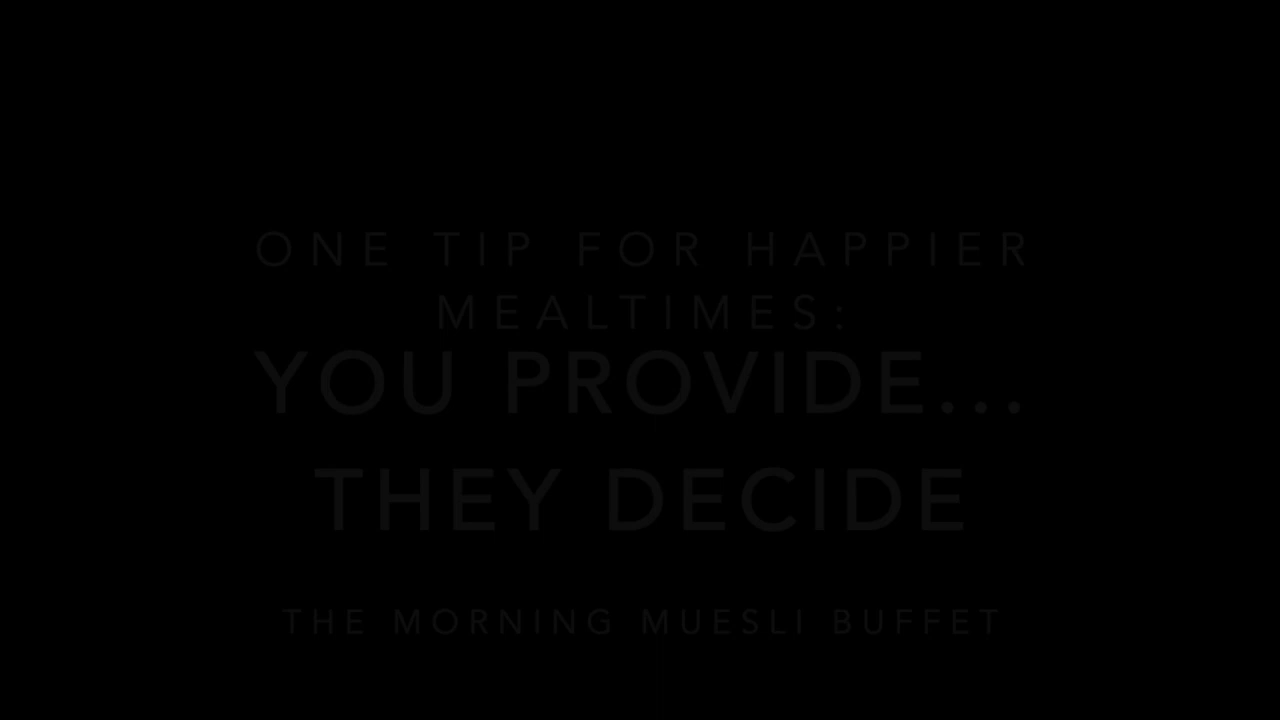 ONE TIP FOR HAPPIER
MEALTIMES:
YOU PROVIDE...
THEY DECIDE
THE MORNING MUESLI BUFFET